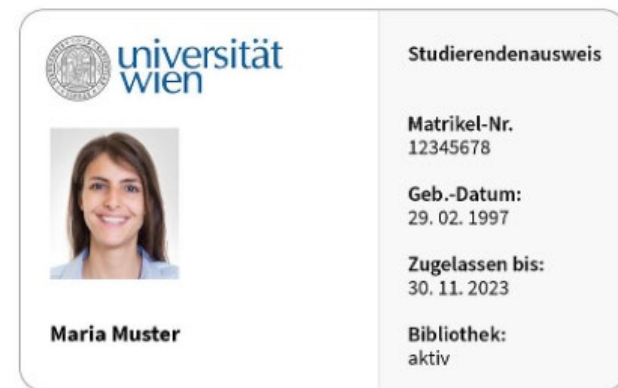 universität
wien
Maria Muster
Studierendenausweis
Matrikel-Nr.
12345678
Geb.-Datum:
29. 02. 1997
Zugelassen bis:
30. 11. 2023
Bibliothek:
aktiv